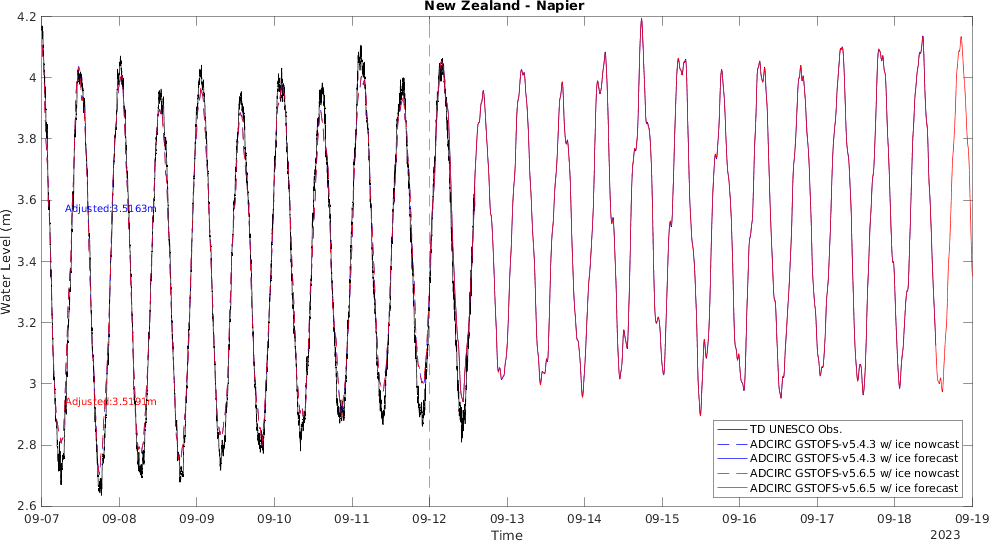 New Zealand - Napier
4.2
4
3.8
3.6
3.4
3.2
3
2.8
2.6
Water Level (m)
Adjusted:3.5163m
Adjusted:3.5191m
TD UNESCO Obs.
ADCIRC GSTOFS-v5.4.3 w/ ice nowcast
ADCIRC GSTOFS-v5.4.3 w/ ice forecast
ADCIRC GSTOFS-v5.6.5 w/ ice nowcast
ADCIRC GSTOFS-v5.6.5 w/ ice forecast
09-07 09-08 09-09 09-10 09-11 09-12 09-13 09-14 09-15 09-16 09-17 09-18 09-19
Time
2023